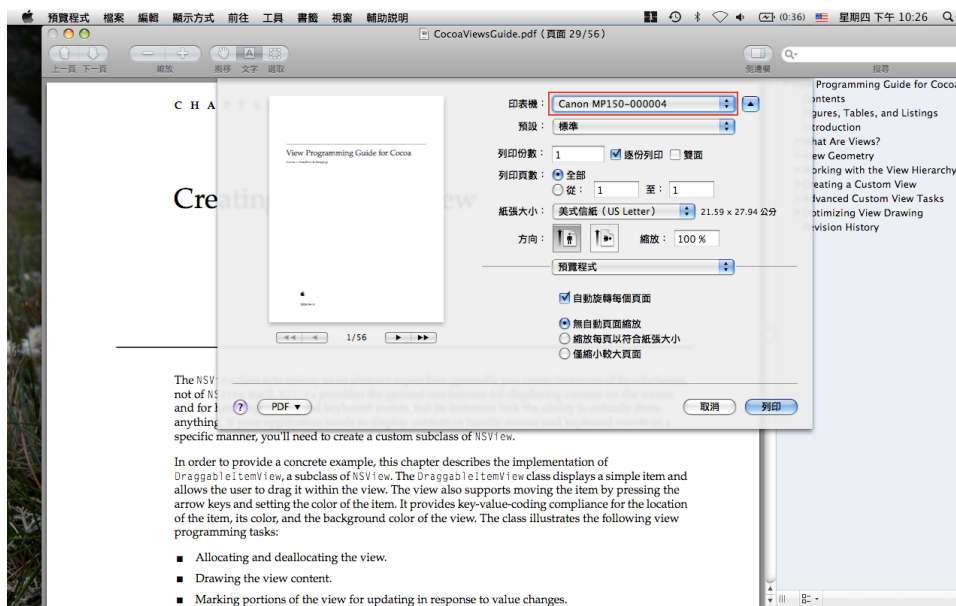 預覽程式 檔案 編輯 顯示方式 前往 工具 書籤 視窗 輔助說明 (0:36) 星期四 下午 10:26
CocoaViewsGuide.pdf (頁面 29/56)
上一頁 下一頁 縮放 搬移 文字 選取 側邊欄 搜尋
CHA
Creating
View Programming Guide for Cocoa
1/56
印表機： Canon MP150-000004
預設： 標準
列印份數： 1 逐份列印 雙面
列印頁數： 全部
從： 1 至： 1
紙張大小： 美式信紙 (US Letter) 21.59 x 27.94 公分
方向： 縮放： 100 %
預覽程式
自動旋轉每個頁面
無自動頁面縮放
縮放每頁以符合紙張大小
僅縮小較大頁面
? PDF 取消 列印
Programming Guide for Cocoa
ontents
gures, Tables, and Listings
troduction
hat Are Views?
ew Geometry
orking with the View Hierarchy
eating a Custom View
dvanced Custom View Tasks
ptimizing View Drawing
evision History
The NSV
not of NS
and for h
anything
specific manner, you'll need to create a custom subclass of NSView.
In order to provide a concrete example, this chapter describes the implementation of
DraggableItemView, a subclass of NSView. The DraggableItemView class displays a simple item and
allows the user to drag it within the view. The view also supports moving the item by pressing the
arrow keys and setting the color of the item. It provides key-value-coding compliance for the location
of the item, its color, and the background color of the view. The class illustrates the following view
programming tasks:
■ Allocating and deallocating the view.
■ Drawing the view content.
■ Marking portions of the view for updating in response to value changes.